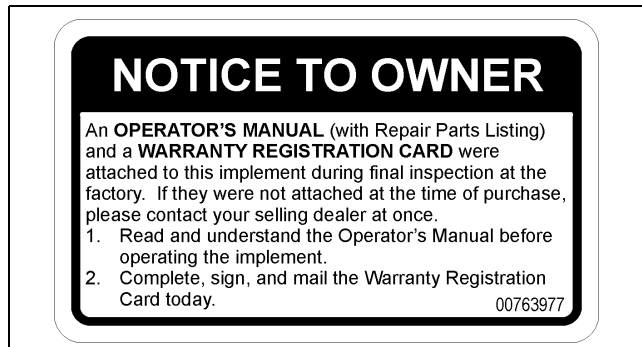 NOTICE TO OWNER
An OPERATOR'S MANUAL (with Repair Parts Listing)
and a WARRANTY REGISTRATION CARD were
attached to this implement during final inspection at the
factory.  If they were not attached at the time of purchase,
please contact your selling dealer at once.
1.   Read and understand the Operator's Manual before
operating the implement.
2.   Complete, sign, and mail the Warranty Registration
Card today.
00763977